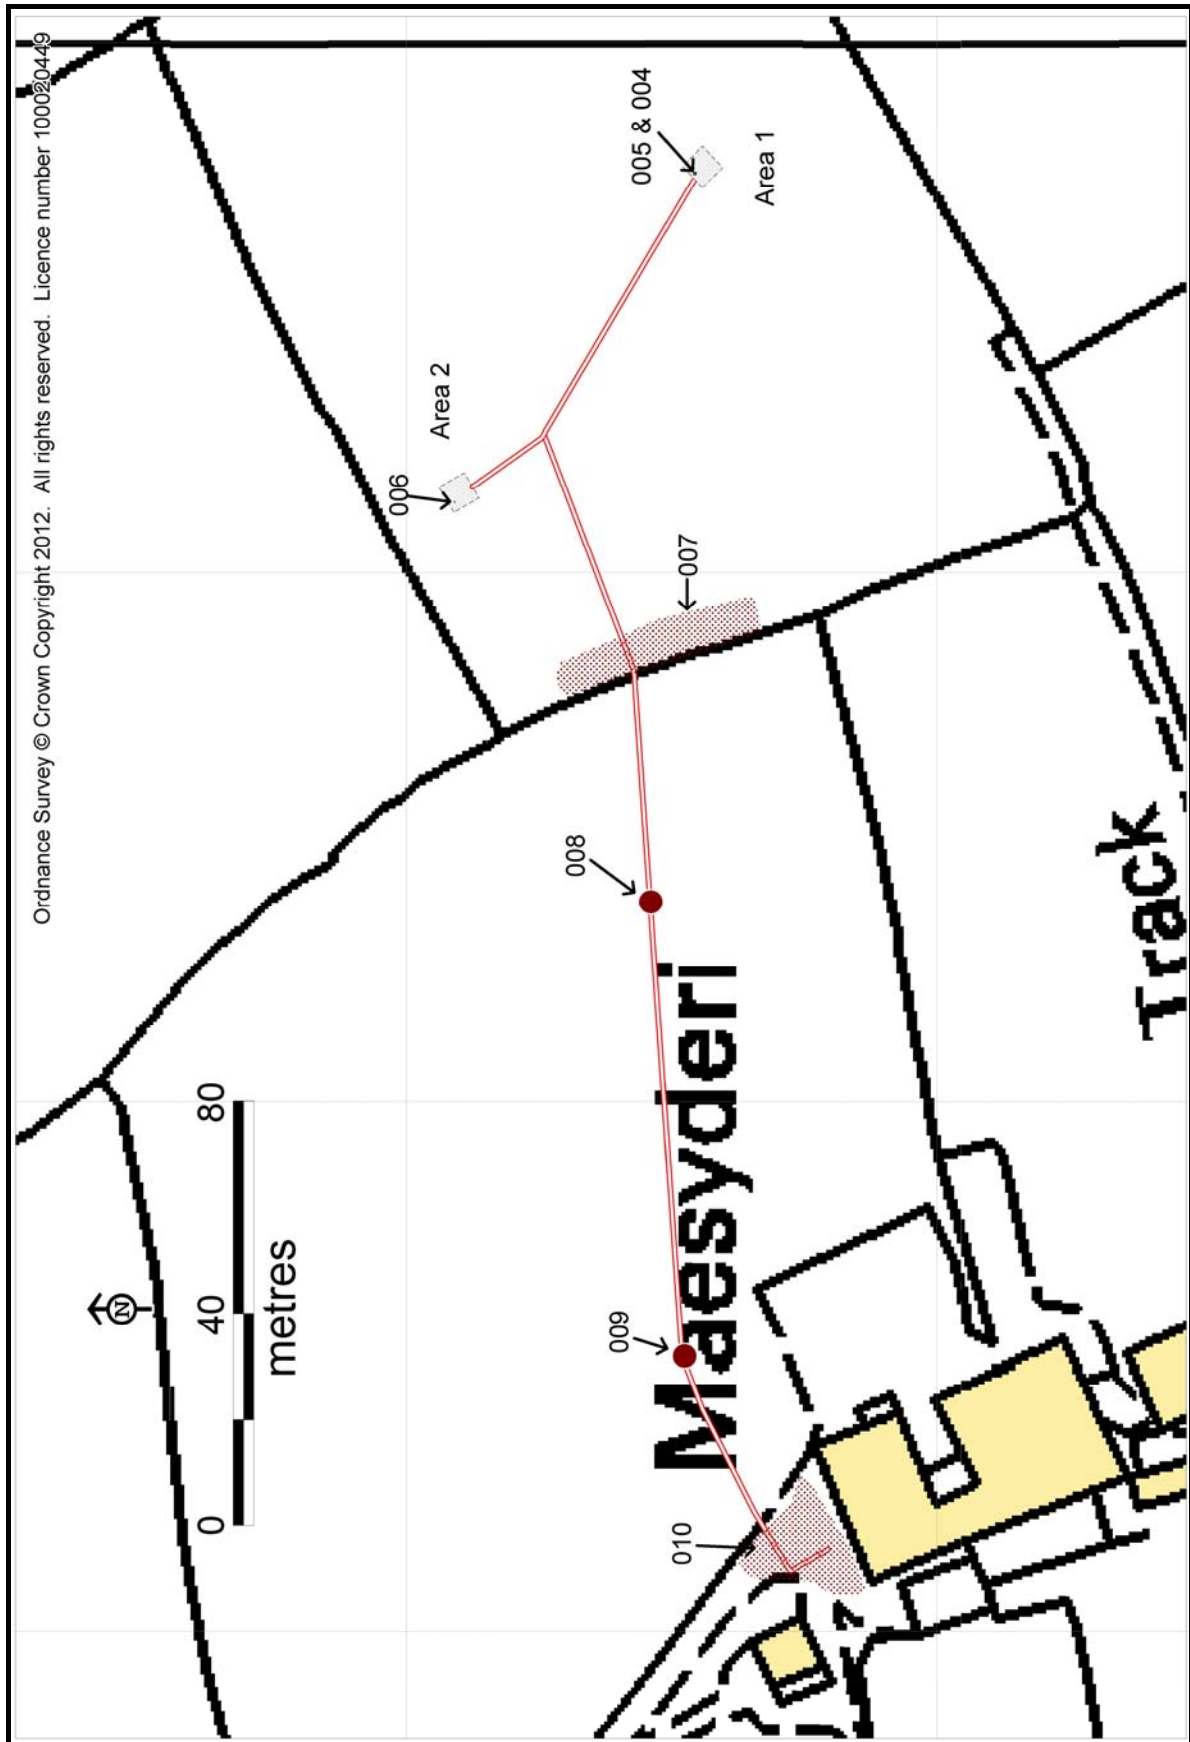 Ordnance Survey © Crown Copyright 2012. All rights reserved. Licence number 100020449
005 & 004
Area 1
Area 2
006
007
008
Maesyderi
009
010
Track
N
0 40 80
metres